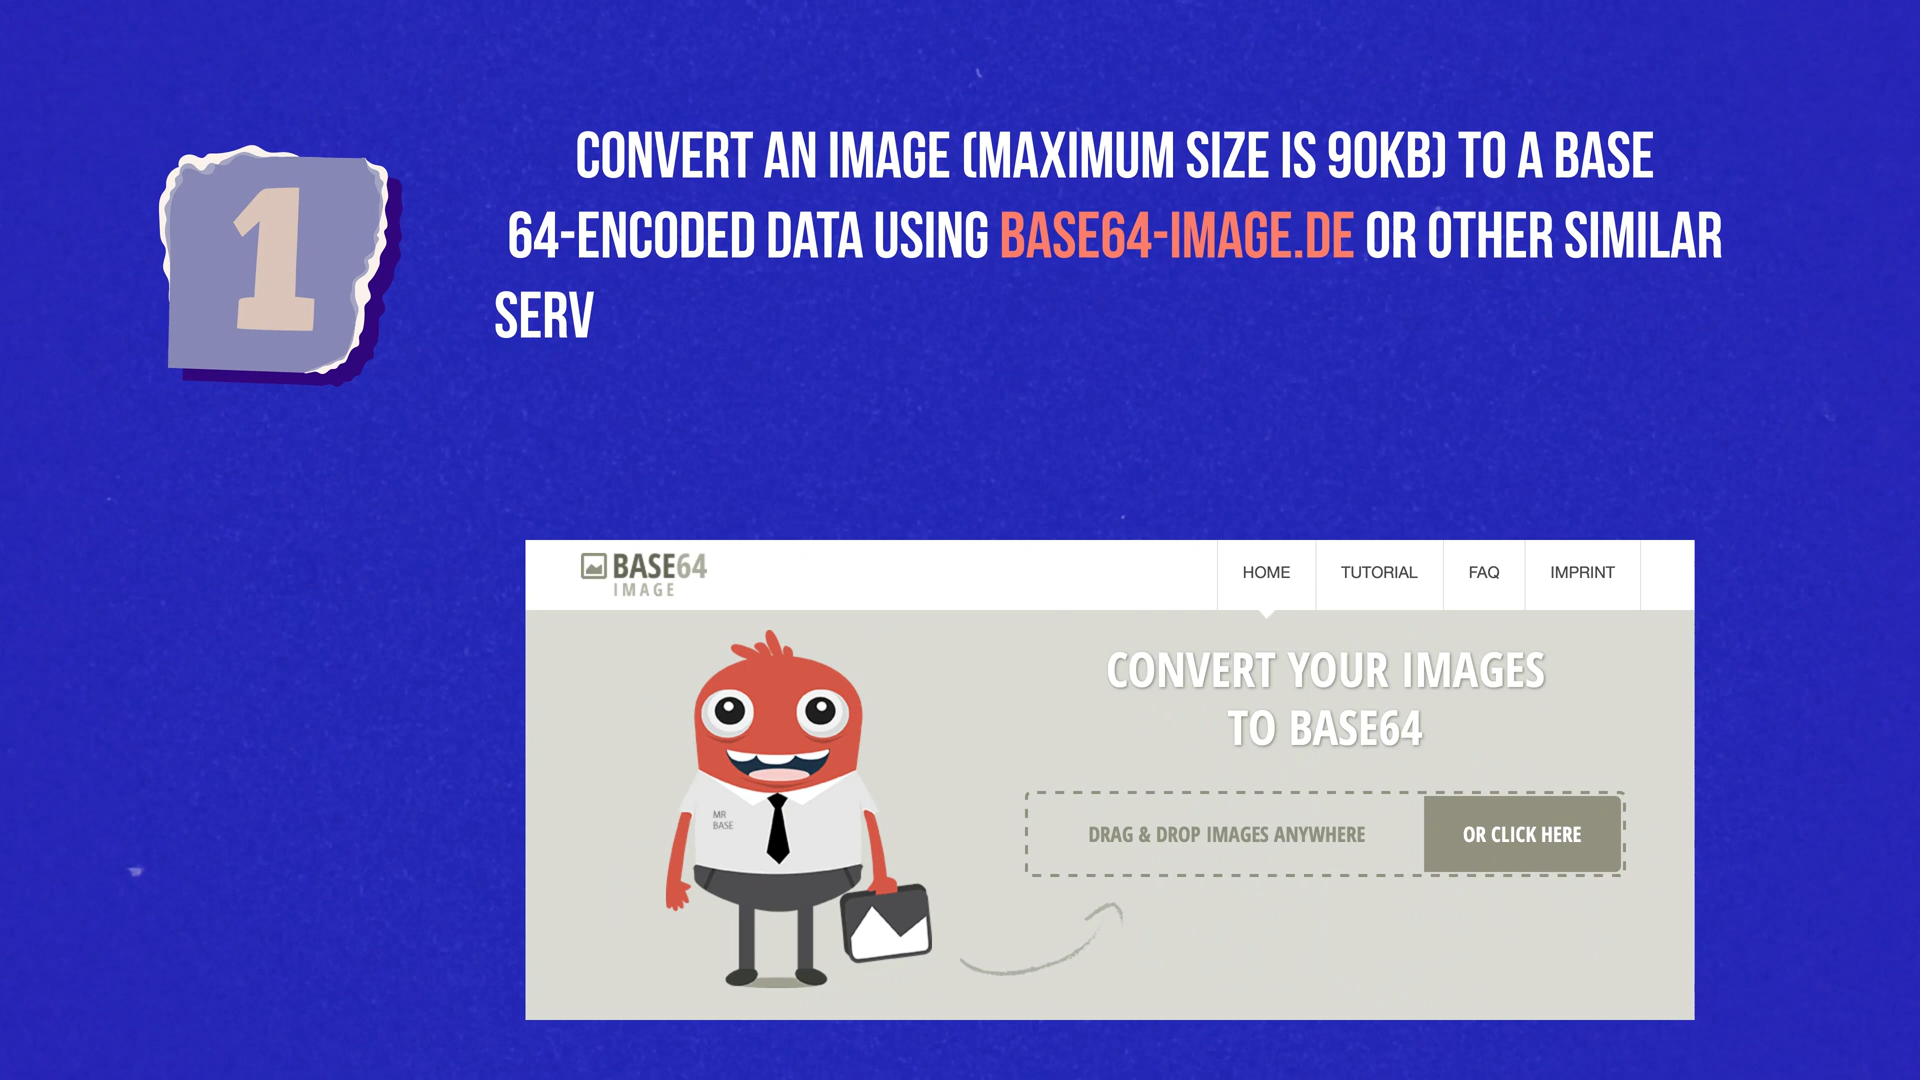 1
CONVERT AN IMAGE (MAXIMUM SIZE IS 90KB) TO A BASE
64-ENCODED DATA USING BASE64-IMAGE.DE OR OTHER SIMILAR
SERV
BASE64
IMAGE
HOME
TUTORIAL
FAQ
IMPRINT
CONVERT YOUR IMAGES
TO BASE64
MR
BASE
DRAG & DROP IMAGES ANYWHERE
OR CLICK HERE